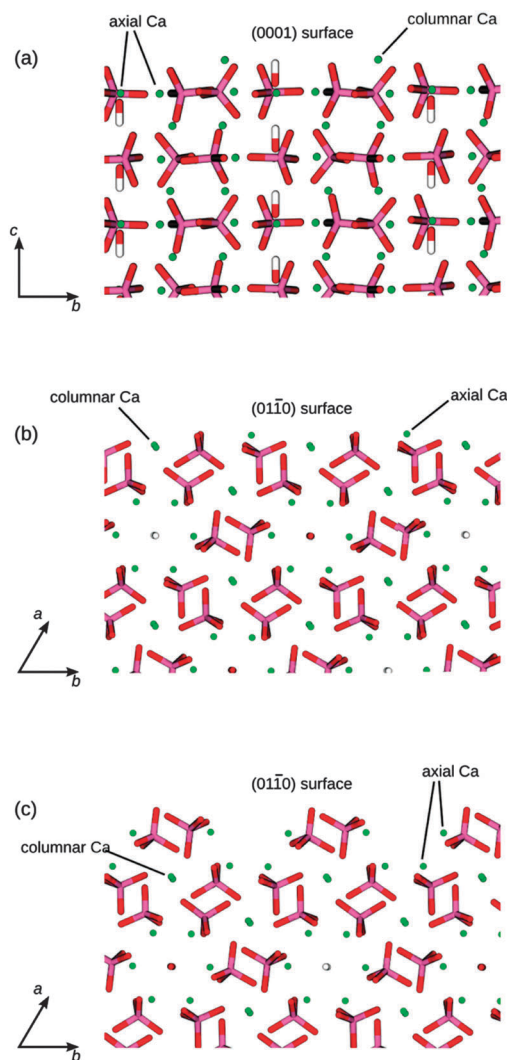 axial Ca
(0001) surface
columnar Ca
(a)
c
b
columnar Ca
(011̄0) surface
axial Ca
(b)
a
b
axial Ca
(011̄0) surface
(c)
columnar Ca
a
b